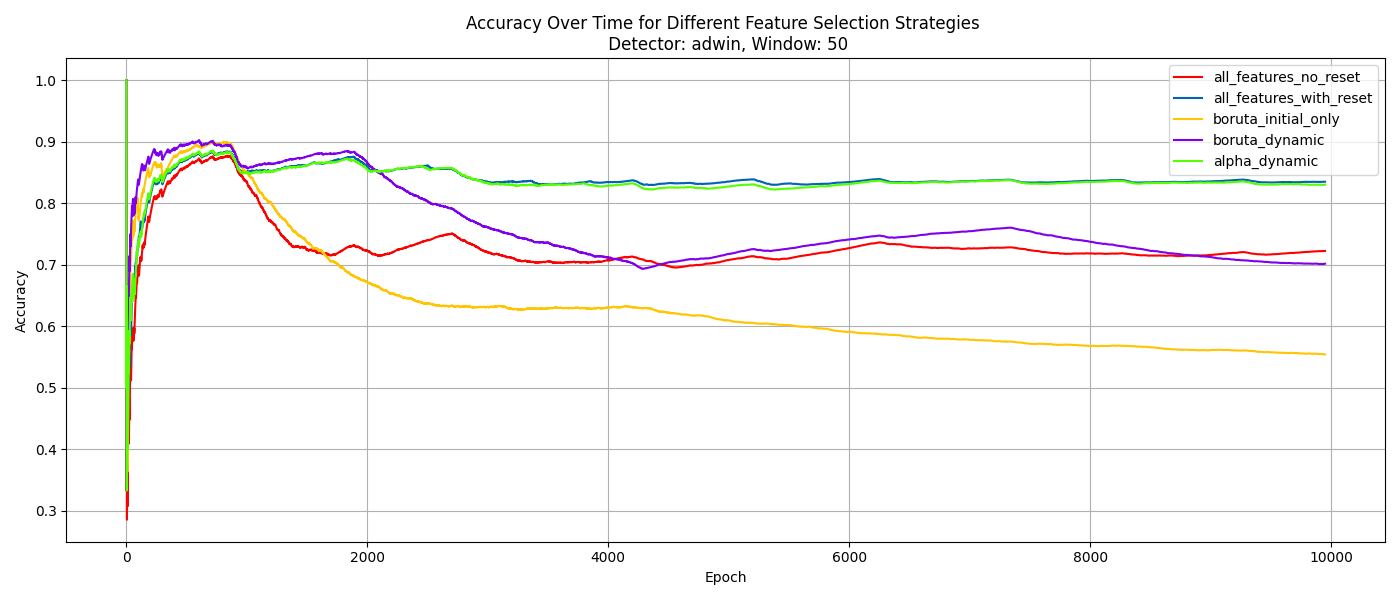 Accuracy Over Time for Different Feature Selection Strategies
Detector: adwin, Window: 50
all_features_no_reset
all_features_with_reset
boruta_initial_only
boruta_dynamic
alpha_dynamic
Accuracy
1.0
0.9
0.8
0.7
0.6
0.5
0.4
0.3
0
2000
4000
6000
8000
10000
Epoch